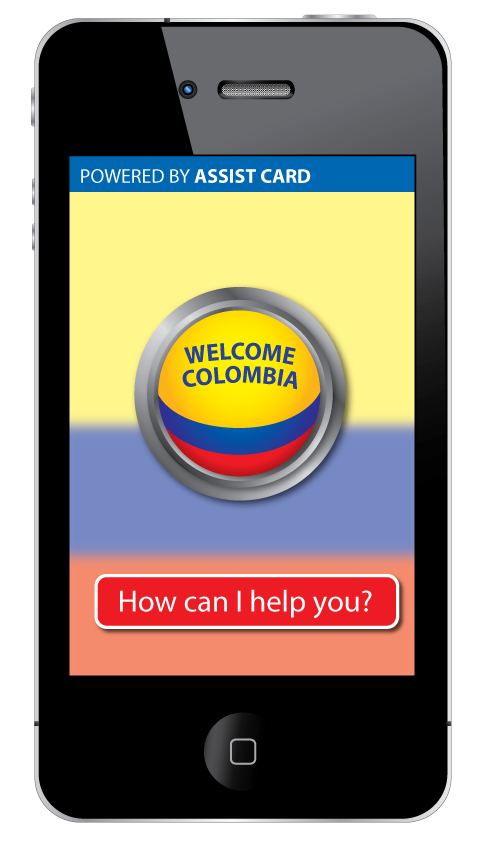 POWERED BY ASSIST CARD
WELCOME
COLOMBIA
How can I help you?